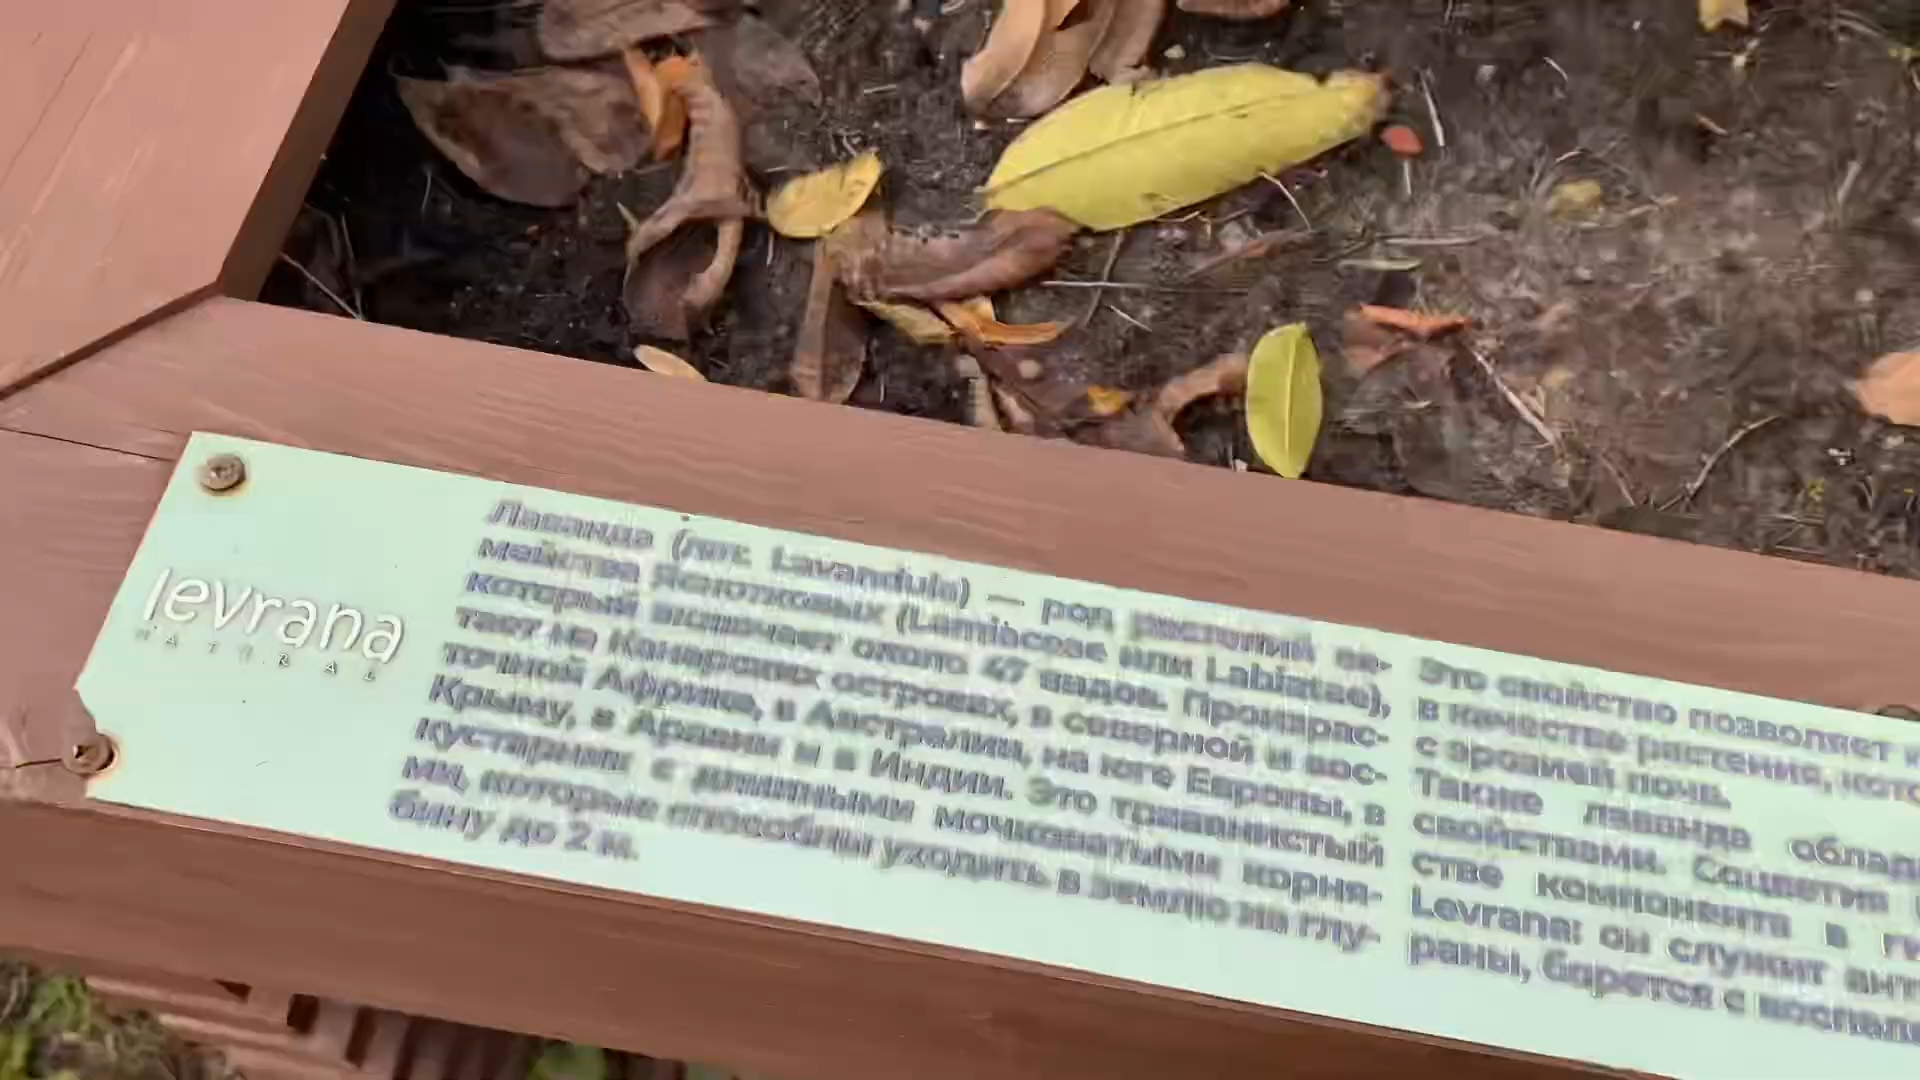 levrana
NATURAL
Лаванда (лат. Lavandula) — род растений се-
мейства Яснотковых (Lamiaceae или Labiatae),
который включает около 47 видов. Произрас-
тает на Канарских островах, в северной и вос-
точной Африке, в Австралии, на юге Европы, в
Крыму, в Аравии и в Индии. Это травянистый
кустарник с длинными мочковатыми корня-
ми, которые способны уходить в землю на глу-
бину до 2 м.
Это свойство позволяет
в качестве растения,
с эрозией почв.
Также лаванда
свойствами. Соцветия
стве компонента в
Levrana: он служит
раны, борется с